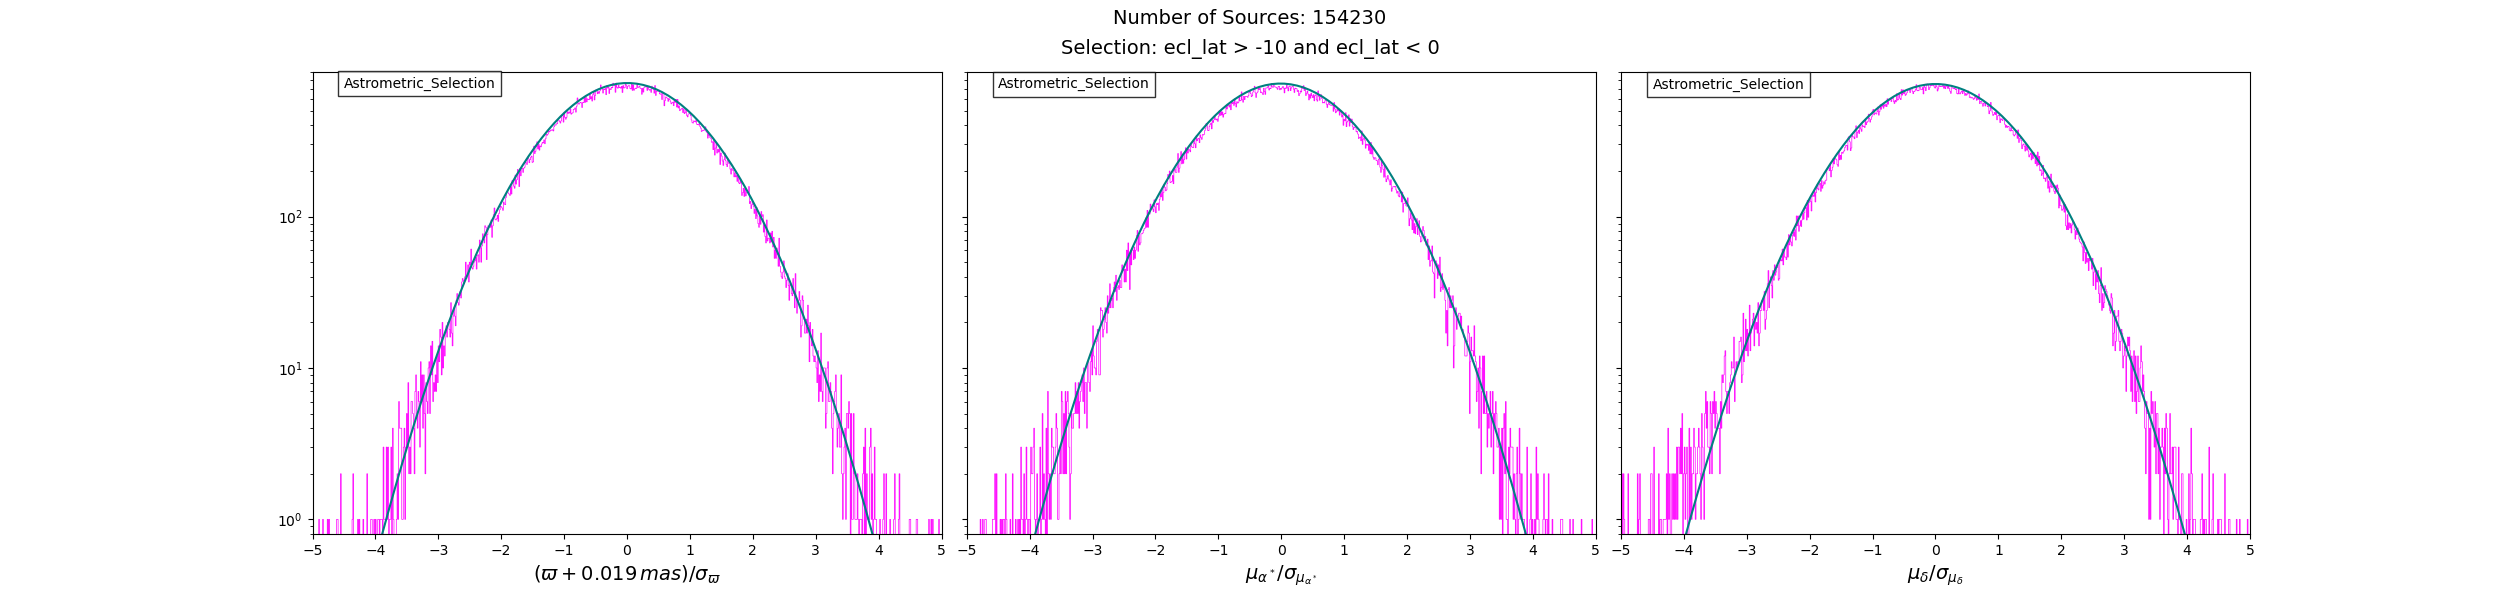 Number of Sources: 154230
Selection: ecl_lat > -10 and ecl_lat < 0
Astrometric_Selection
Astrometric_Selection
Astrometric_Selection
10²
10¹
10⁰
−5 −4 −3 −2 −1 0 1 2 3 4 5
−5 −4 −3 −2 −1 0 1 2 3 4 5
−5 −4 −3 −2 −1 0 1 2 3 4 5
(ϖ + 0.019 mas)/σ_ϖ
μ_α*/σ_μ_α*
μ_δ/σ_μ_δ